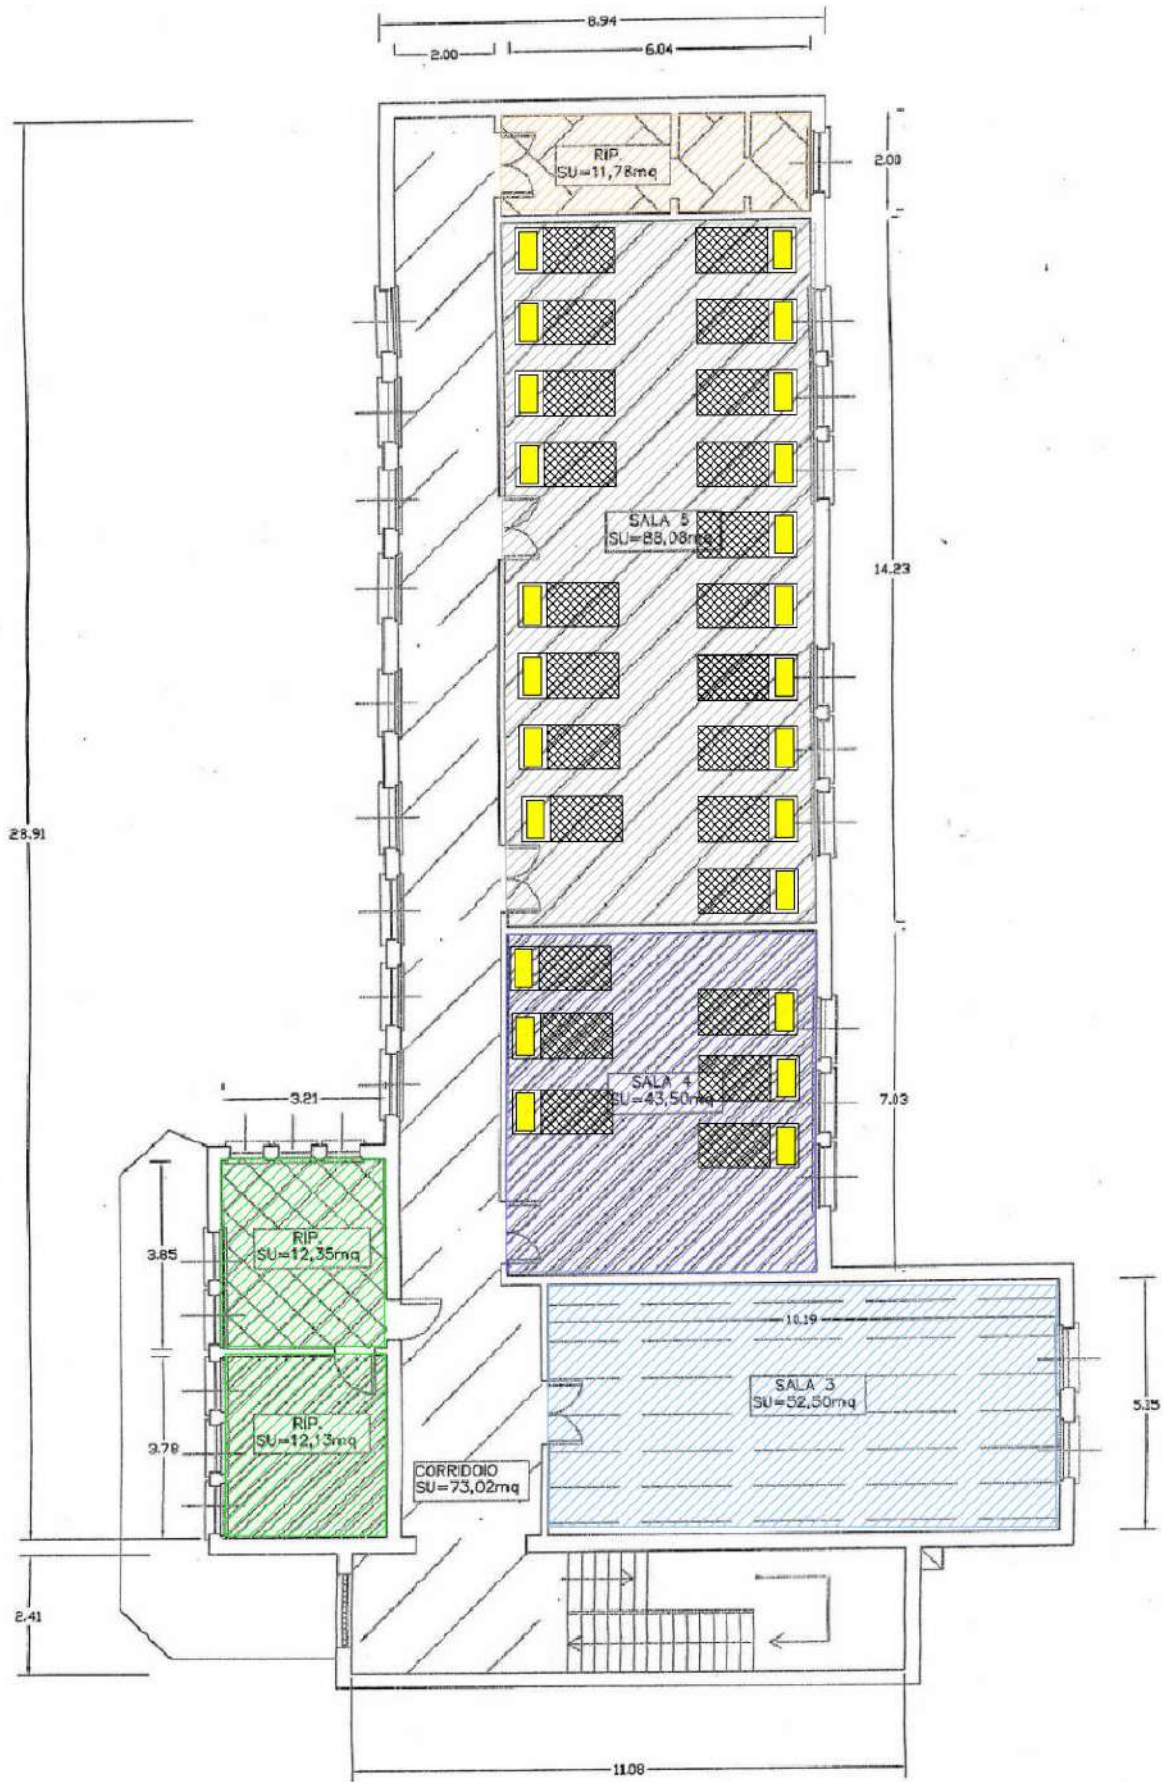 8.94
2.00
6.04
RIP.
SU=11,78mq
2.00
SALA 5
SU=88,08mq
14.23
28.91
SALA 4
SU=43,50mq
7.03
3.21
3.85
RIP.
SU=12,35mq
10.19
SALA 3
SU=52,50mq
5.15
RIP.
SU=12,13mq
3.78
CORRIDOIO
SU=73,02mq
2.41
11.08